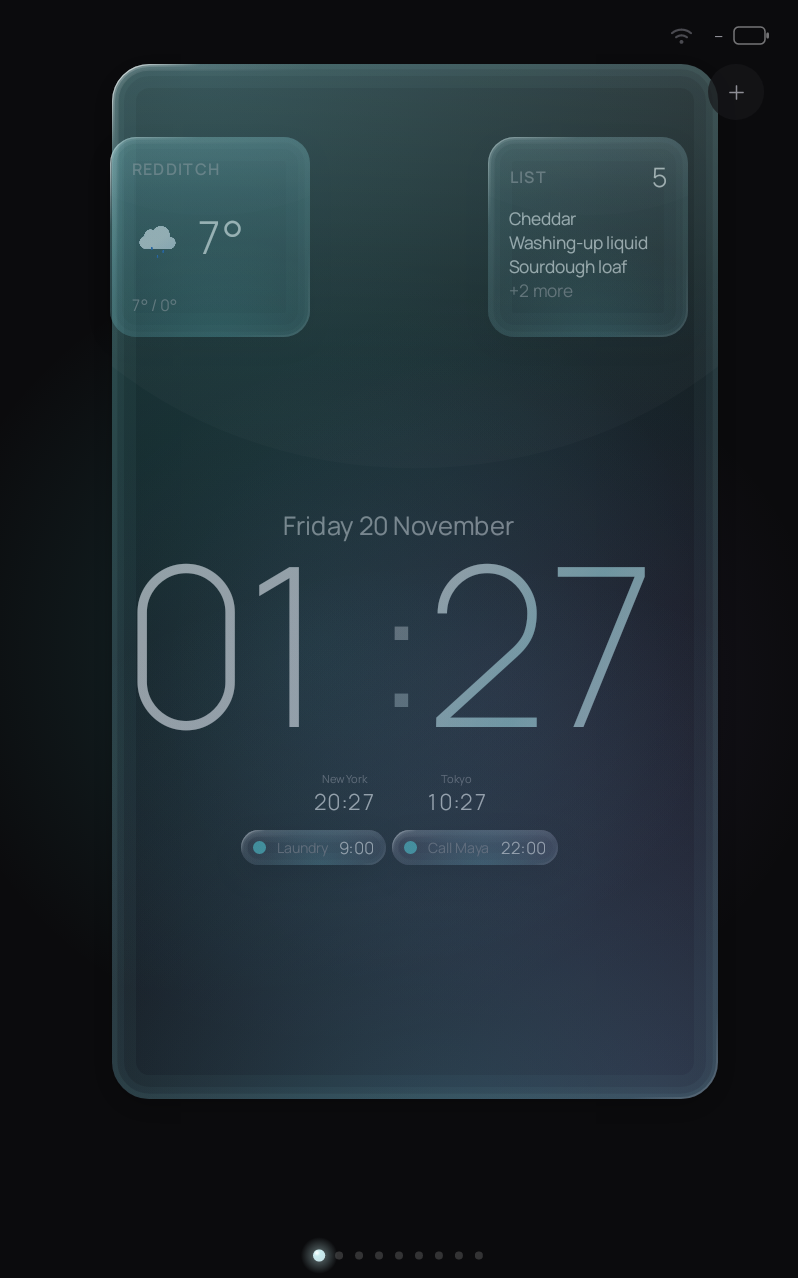 –
+
REDDITCH
7°
7° / 0°
LIST 5
Cheddar
Washing-up liquid
Sourdough loaf
+2 more
Friday 20 November
01:27
New York
20:27
Tokyo
10:27
Laundry 9:00
Call Maya 22:00